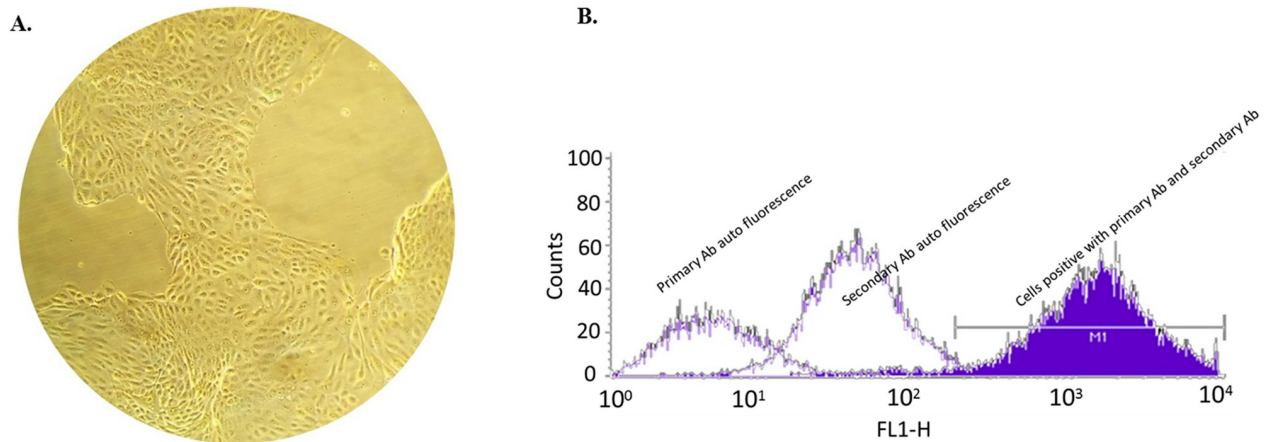 A.
B.
Primary Ab auto fluorescence
Secondary Ab auto fluorescence
Cells positive with primary Ab and secondary Ab
100
80
60
40
20
0
Counts
M1
10⁰
10¹
10²
10³
10⁴
FL1-H